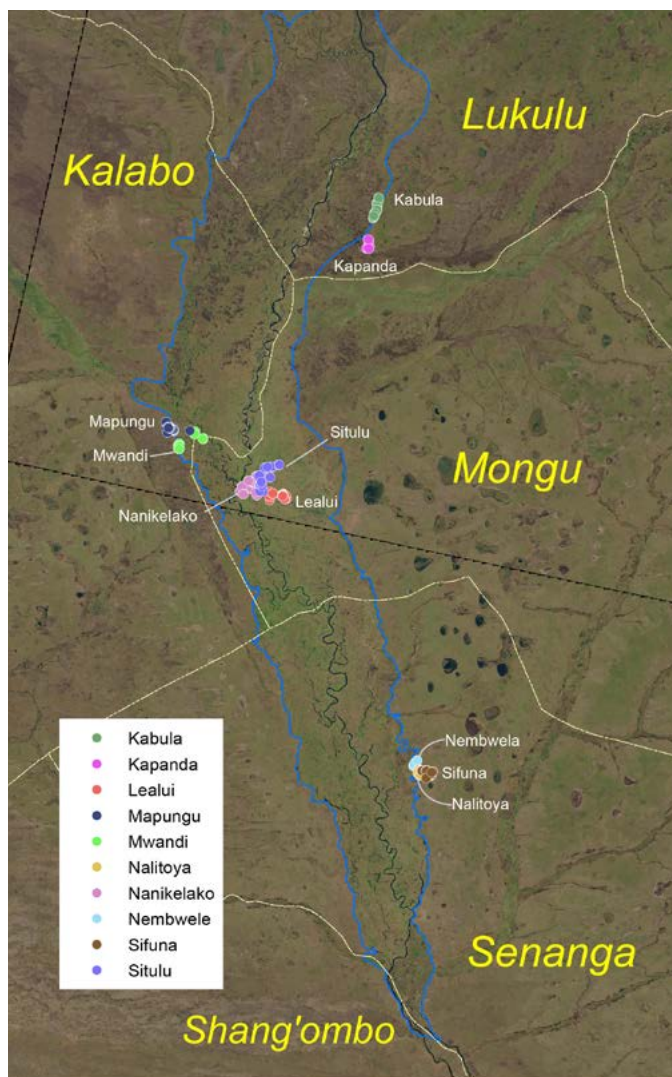 Lukulu
Kalabo
Kabula
Kapanda
Mapungu
Situlu
Mwandi
Mongu
Lealui
Nanikelako
Nembwela
Sifuna
Nalitoya
Kabula
Kapanda
Lealui
Mapungu
Mwandi
Nalitoya
Nanikelako
Nembwele
Sifuna
Situlu
Senanga
Shang'ombo